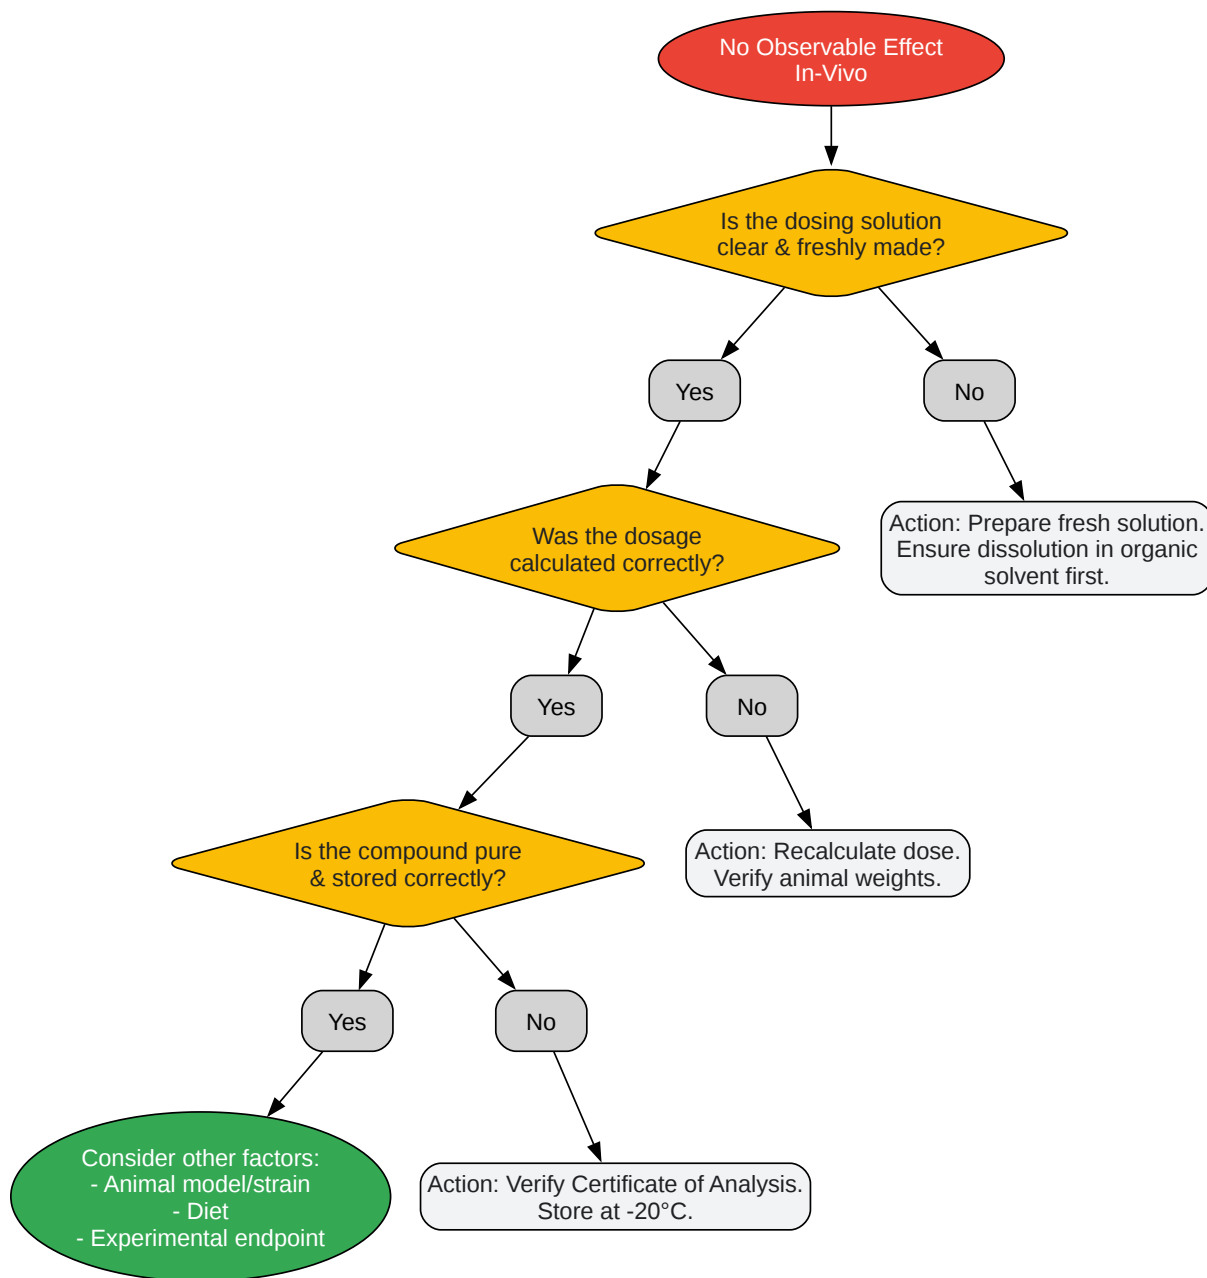 No Observable Effect
In-Vivo
Is the dosing solution
clear & freshly made?
Yes
No
Action: Prepare fresh solution.
Ensure dissolution in organic
solvent first.
Was the dosage
calculated correctly?
Yes
No
Action: Recalculate dose.
Verify animal weights.
Is the compound pure
& stored correctly?
Yes
No
Consider other factors:
- Animal model/strain
- Diet
- Experimental endpoint
Action: Verify Certificate of Analysis.
Store at -20°C.